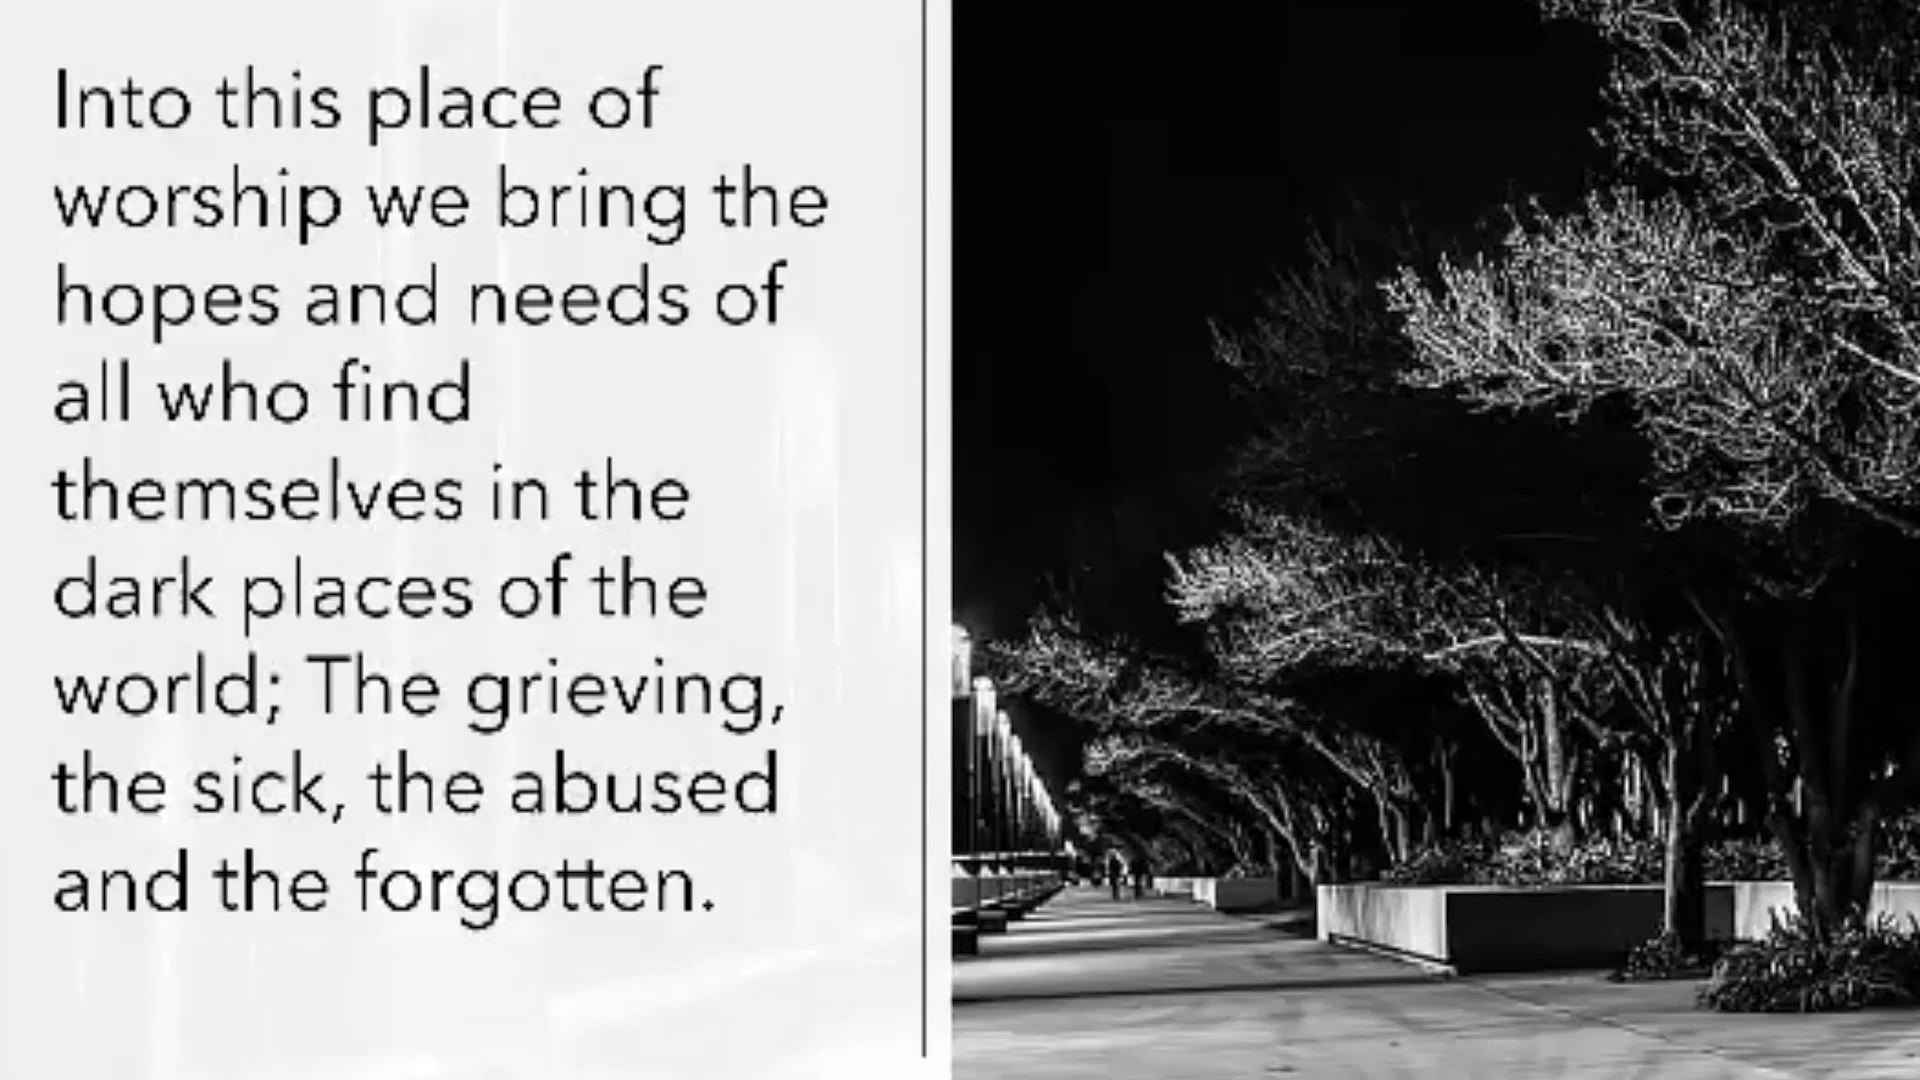 Into this place of
worship we bring the
hopes and needs of
all who find
themselves in the
dark places of the
world; The grieving,
the sick, the abused
and the forgotten.